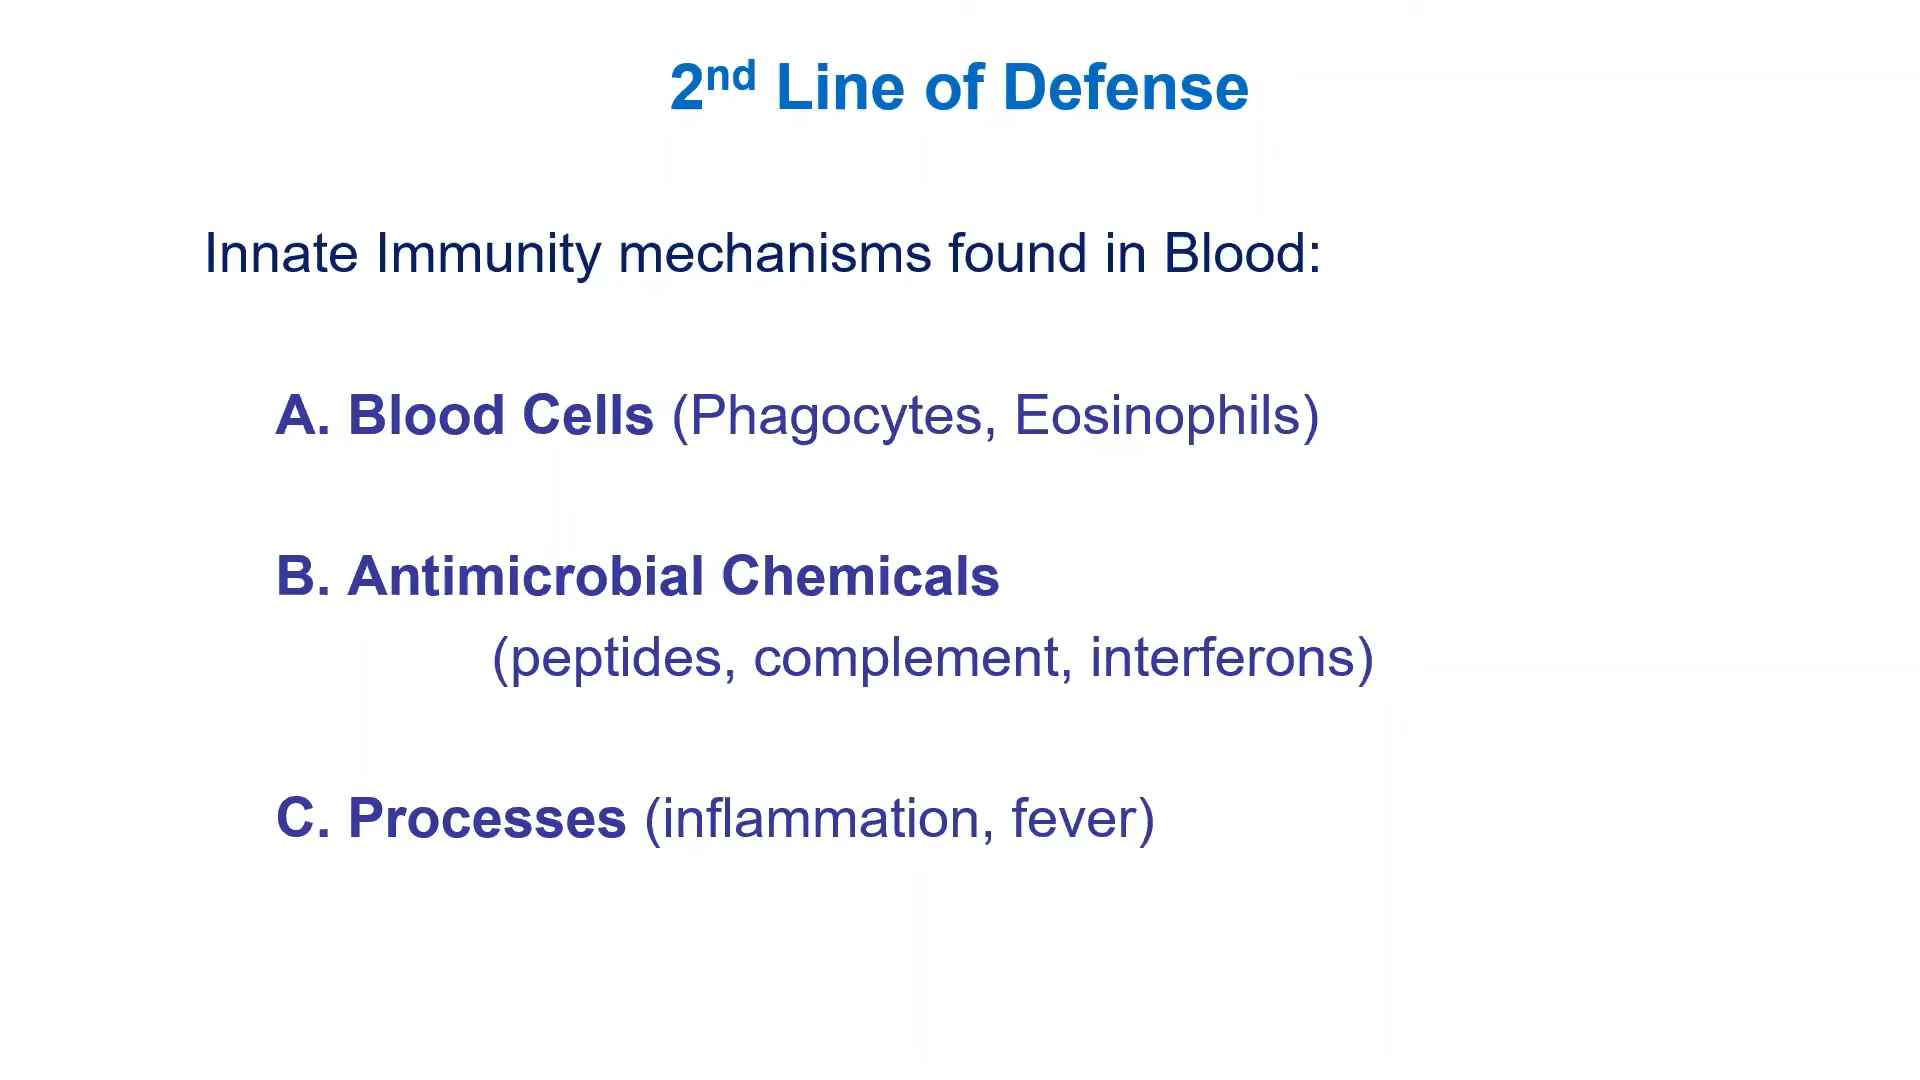 2nd Line of Defense
Innate Immunity mechanisms found in Blood:
A. Blood Cells (Phagocytes, Eosinophils)
B. Antimicrobial Chemicals
(peptides, complement, interferons)
C. Processes (inflammation, fever)